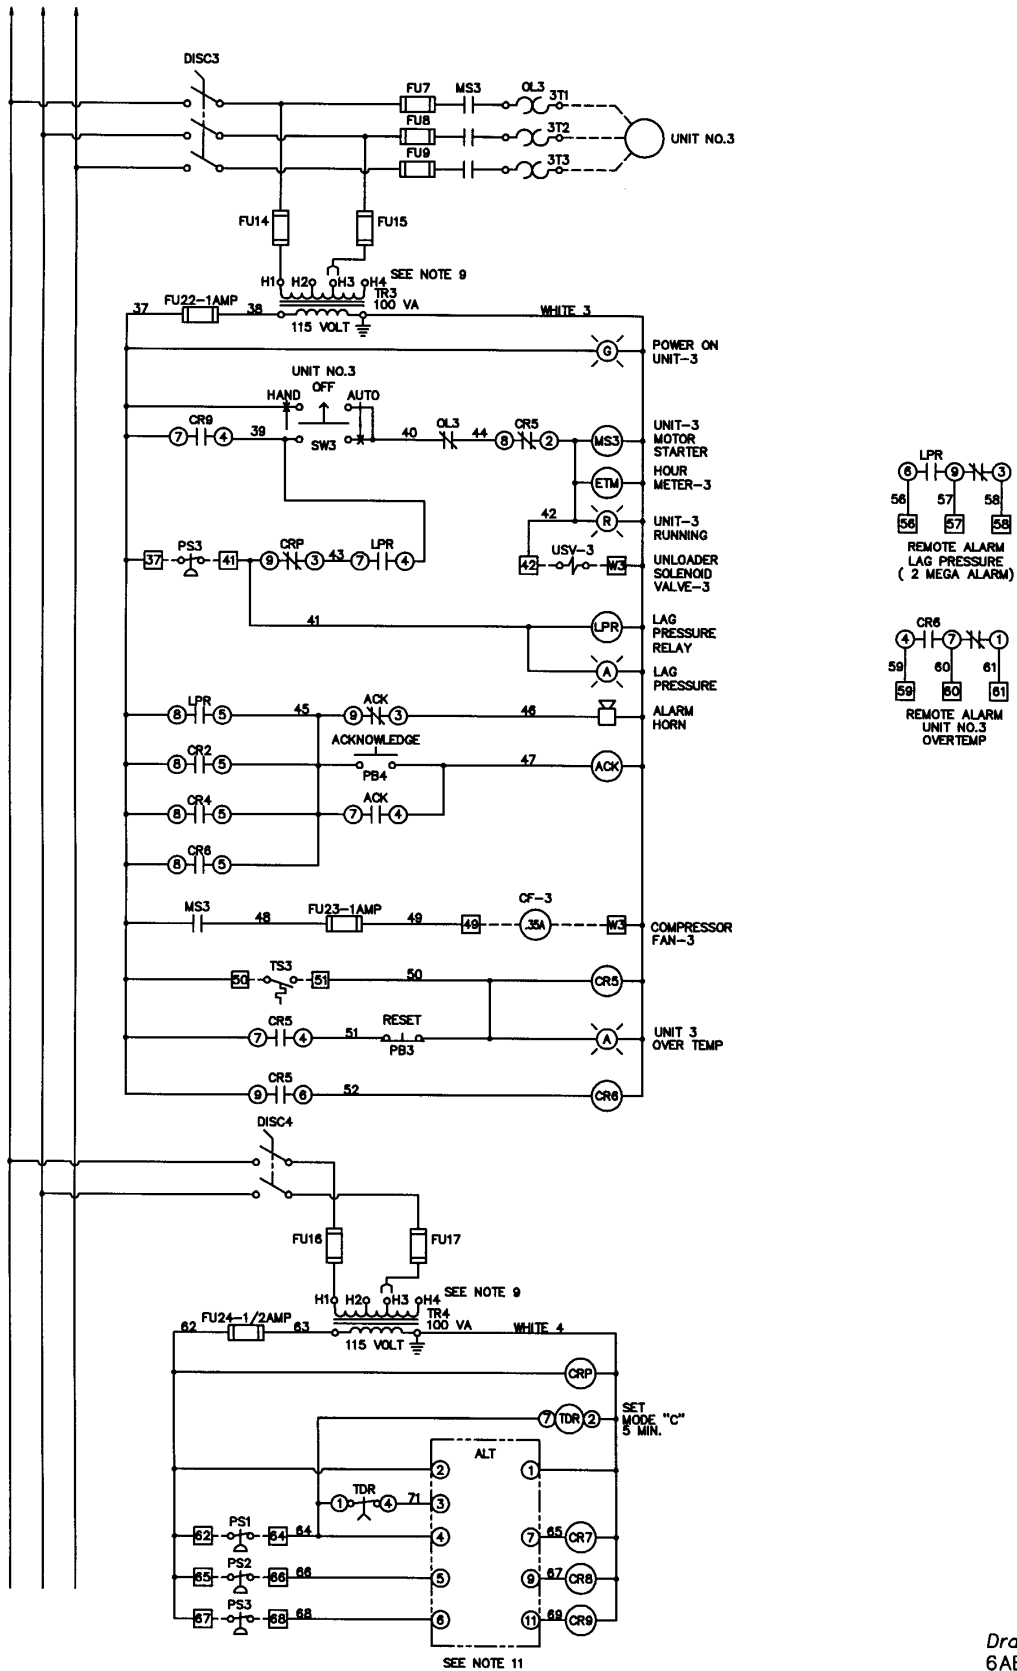 DISC3
FU7 MS3 OL3 3T1
FU8 3T2
FU9 3T3
UNIT NO.3
FU14 FU15
H1 H2 H3 H4 SEE NOTE 9
TR3
100 VA
37 FU22-1AMP 38 WHITE 3
115 VOLT
G POWER ON
UNIT-3
UNIT NO.3
HAND OFF AUTO
7 CR9 4 39 SW3 40 OL3 44 8 CR5 2 MS3
UNIT-3
MOTOR
STARTER
ETM HOUR
METER-3
42 R UNIT-3
RUNNING
37 PS3 41 9 CRP 3 43 7 LPR 4
42 USV-3 W3
UNLOADER
SOLENOID
VALVE-3
41 LPR LAG
PRESSURE
RELAY
A LAG
PRESSURE
8 LPR 5 45 9 ACK 3 46 ALARM
HORN
ACKNOWLEDGE
8 CR2 5 PB4 47 ACK
8 CR4 5 7 ACK 4
8 CR6 5
MS3 48 FU23-1AMP 49 49 CF-3 .35A W3 COMPRESSOR
FAN-3
50 TS3 51 50 CR5
7 CR5 4 51 RESET PB3 A UNIT 3
OVER TEMP
9 CR5 6 52 CR6
6 LPR 9 3
56 57 58
56 57 58
REMOTE ALARM
LAG PRESSURE
( 2 MEGA ALARM)
4 CR6 7 1
59 60 61
59 60 61
REMOTE ALARM
UNIT NO.3
OVERTEMP
DISC4
FU16 FU17
H1 H2 H3 H4 SEE NOTE 9
TR4
100 VA
62 FU24-1/2AMP 63 WHITE 4
115 VOLT
CRP
7 TDR 2 SET
MODE "C"
5 MIN.
ALT
2 1
1 TDR 4 71 3
62 PS1 64 64 4 7 65 CR7
65 PS2 66 66 5 9 67 CR8
67 PS3 68 68 6 11 69 CR9
SEE NOTE 11
Dra
6AE